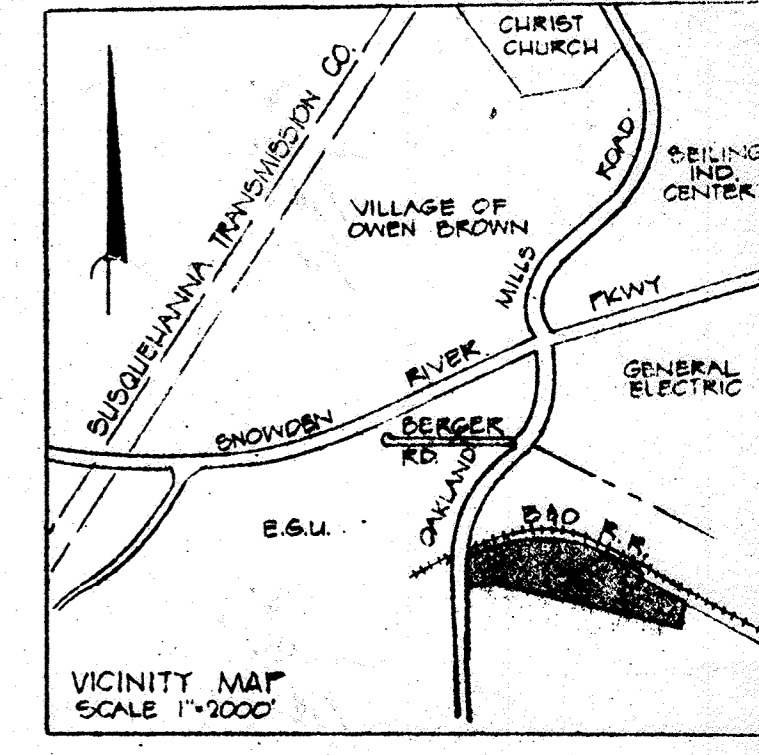 CHRIST
CHURCH
SUSQUEHANNA TRANSMISSION CO.
ROAD
SEILING
IND.
CENTER
VILLAGE OF
OWEN BROWN
MILLS
PKWY
RIVER
GENERAL
ELECTRIC
SNOWDEN
BERGER
RD.
OAKLAND
E.G.U.
B&O R.R.
VICINITY MAP
SCALE 1"=2000'